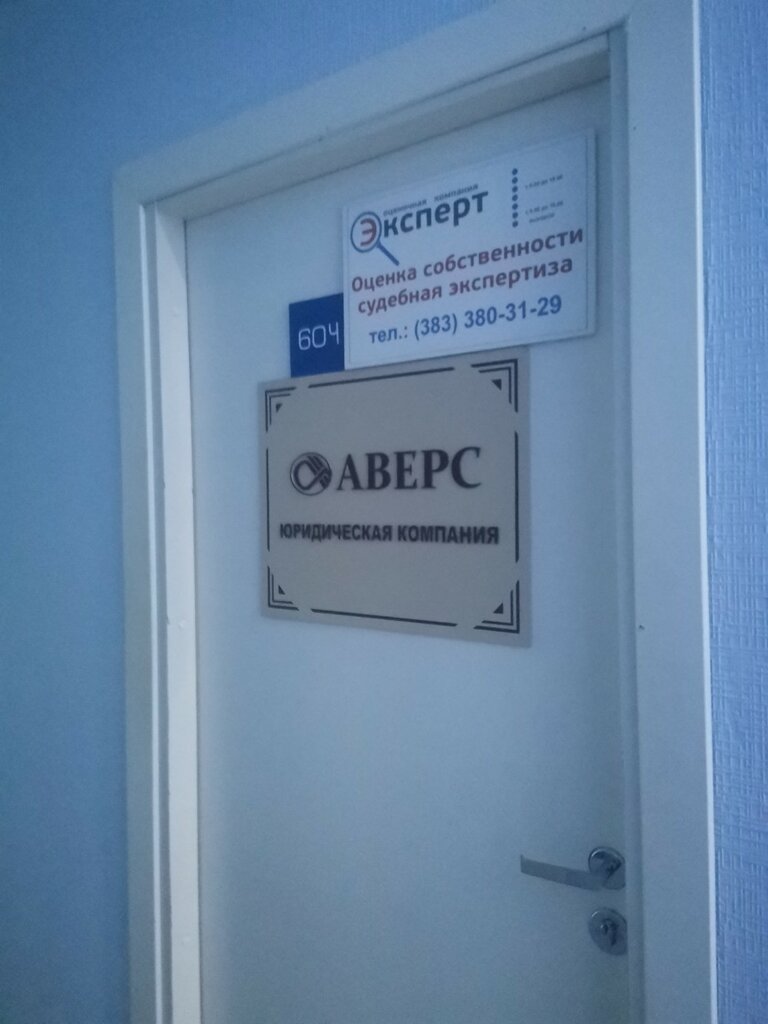 оценочная компания
Эксперт
Оценка собственности
судебная экспертиза
тел.: (383) 380-31-29
604
АВЕРС
ЮРИДИЧЕСКАЯ КОМПАНИЯ